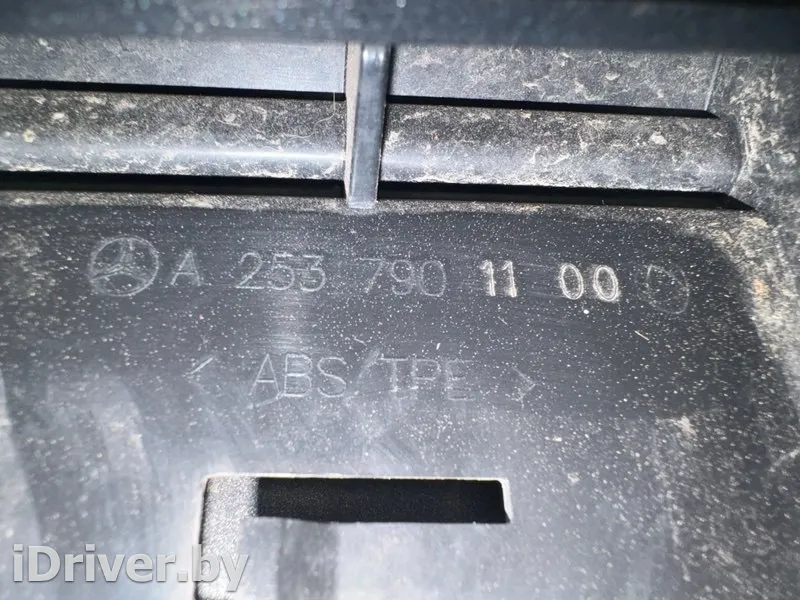 A 253 790 11 00
< ABS/TPE >
iDriver.by